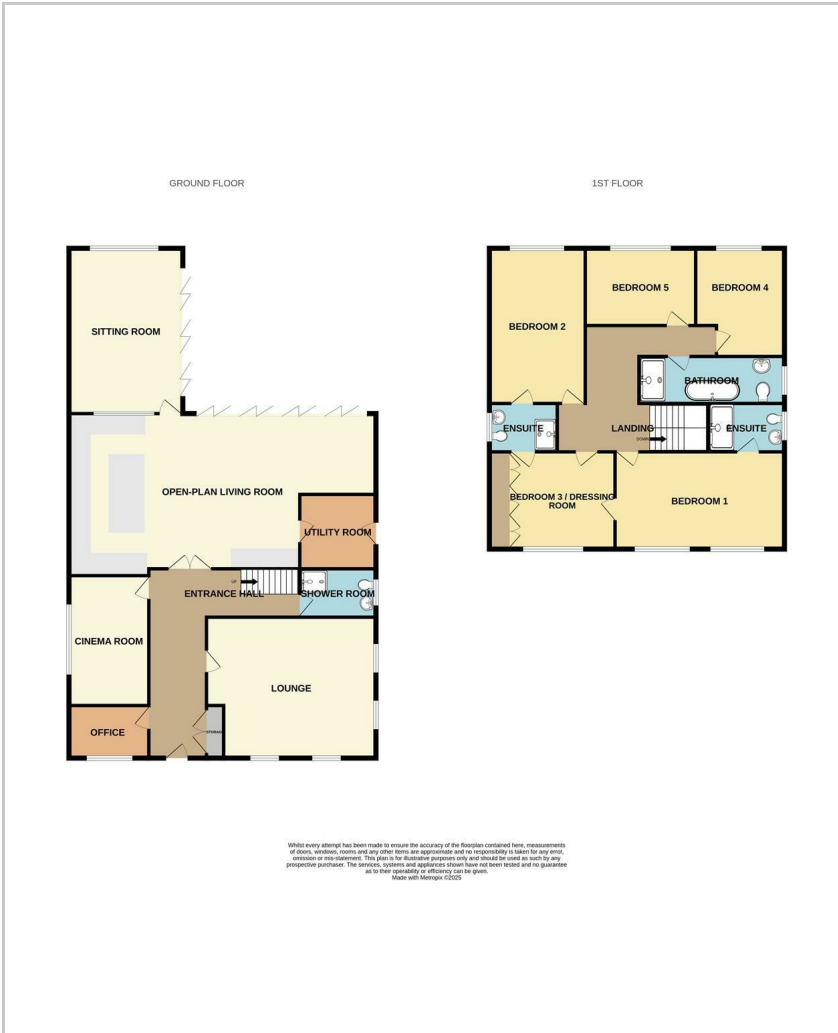 GROUND FLOOR
SITTING ROOM
OPEN-PLAN LIVING ROOM
UTILITY ROOM
UP
ENTRANCE HALL
SHOWER ROOM
CINEMA ROOM
LOUNGE
OFFICE
STORAGE
1ST FLOOR
BEDROOM 5
BEDROOM 4
BEDROOM 2
BATHROOM
ENSUITE
LANDING
DOWN
ENSUITE
BEDROOM 3 / DRESSING
ROOM
BEDROOM 1
Whilst every attempt has been made to ensure the accuracy of the floorplan contained here, measurements
of doors, windows, rooms and any other items are approximate and no responsibility is taken for any error,
omission or mis-statement. This plan is for illustrative purposes only and should be used as such by any
prospective purchaser. The services, systems and appliances shown have not been tested and no guarantee
as to their operability or efficiency can be given.
Made with Metropix ©2025